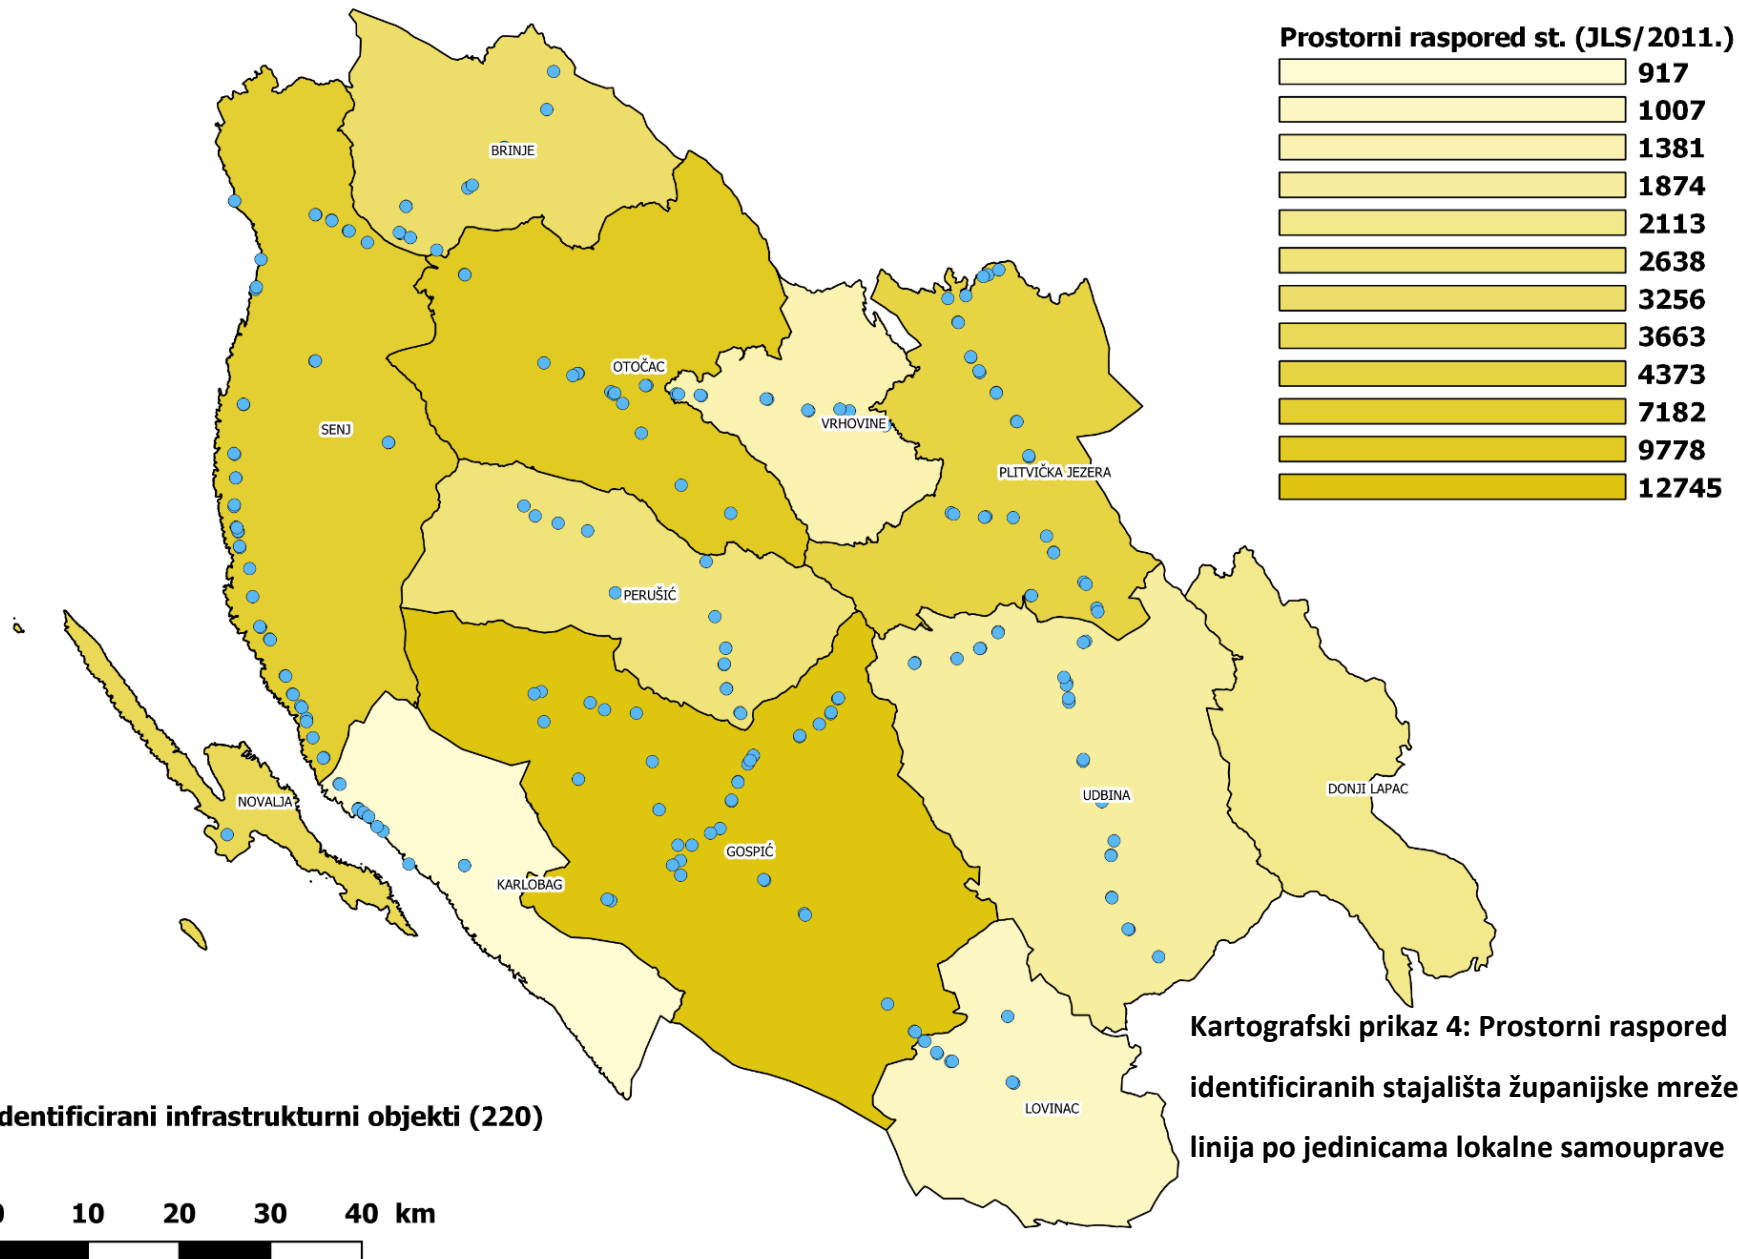 Prostorni raspored st. (JLS/2011.)
917
1007
1381
1874
2113
2638
3256
3663
4373
7182
9778
12745
BRINJE
OTOČAC
SENJ
VRHOVINE
PLITVIČKA JEZERA
PERUŠIĆ
NOVALJA
UDBINA
DONJI LAPAC
GOSPIĆ
KARLOBAG
LOVINAC
Kartografski prikaz 4: Prostorni raspored
identificiranih stajališta županijske mreže
linija po jedinicama lokalne samouprave
dentificirani infrastrukturni objekti (220)
0 10 20 30 40 km